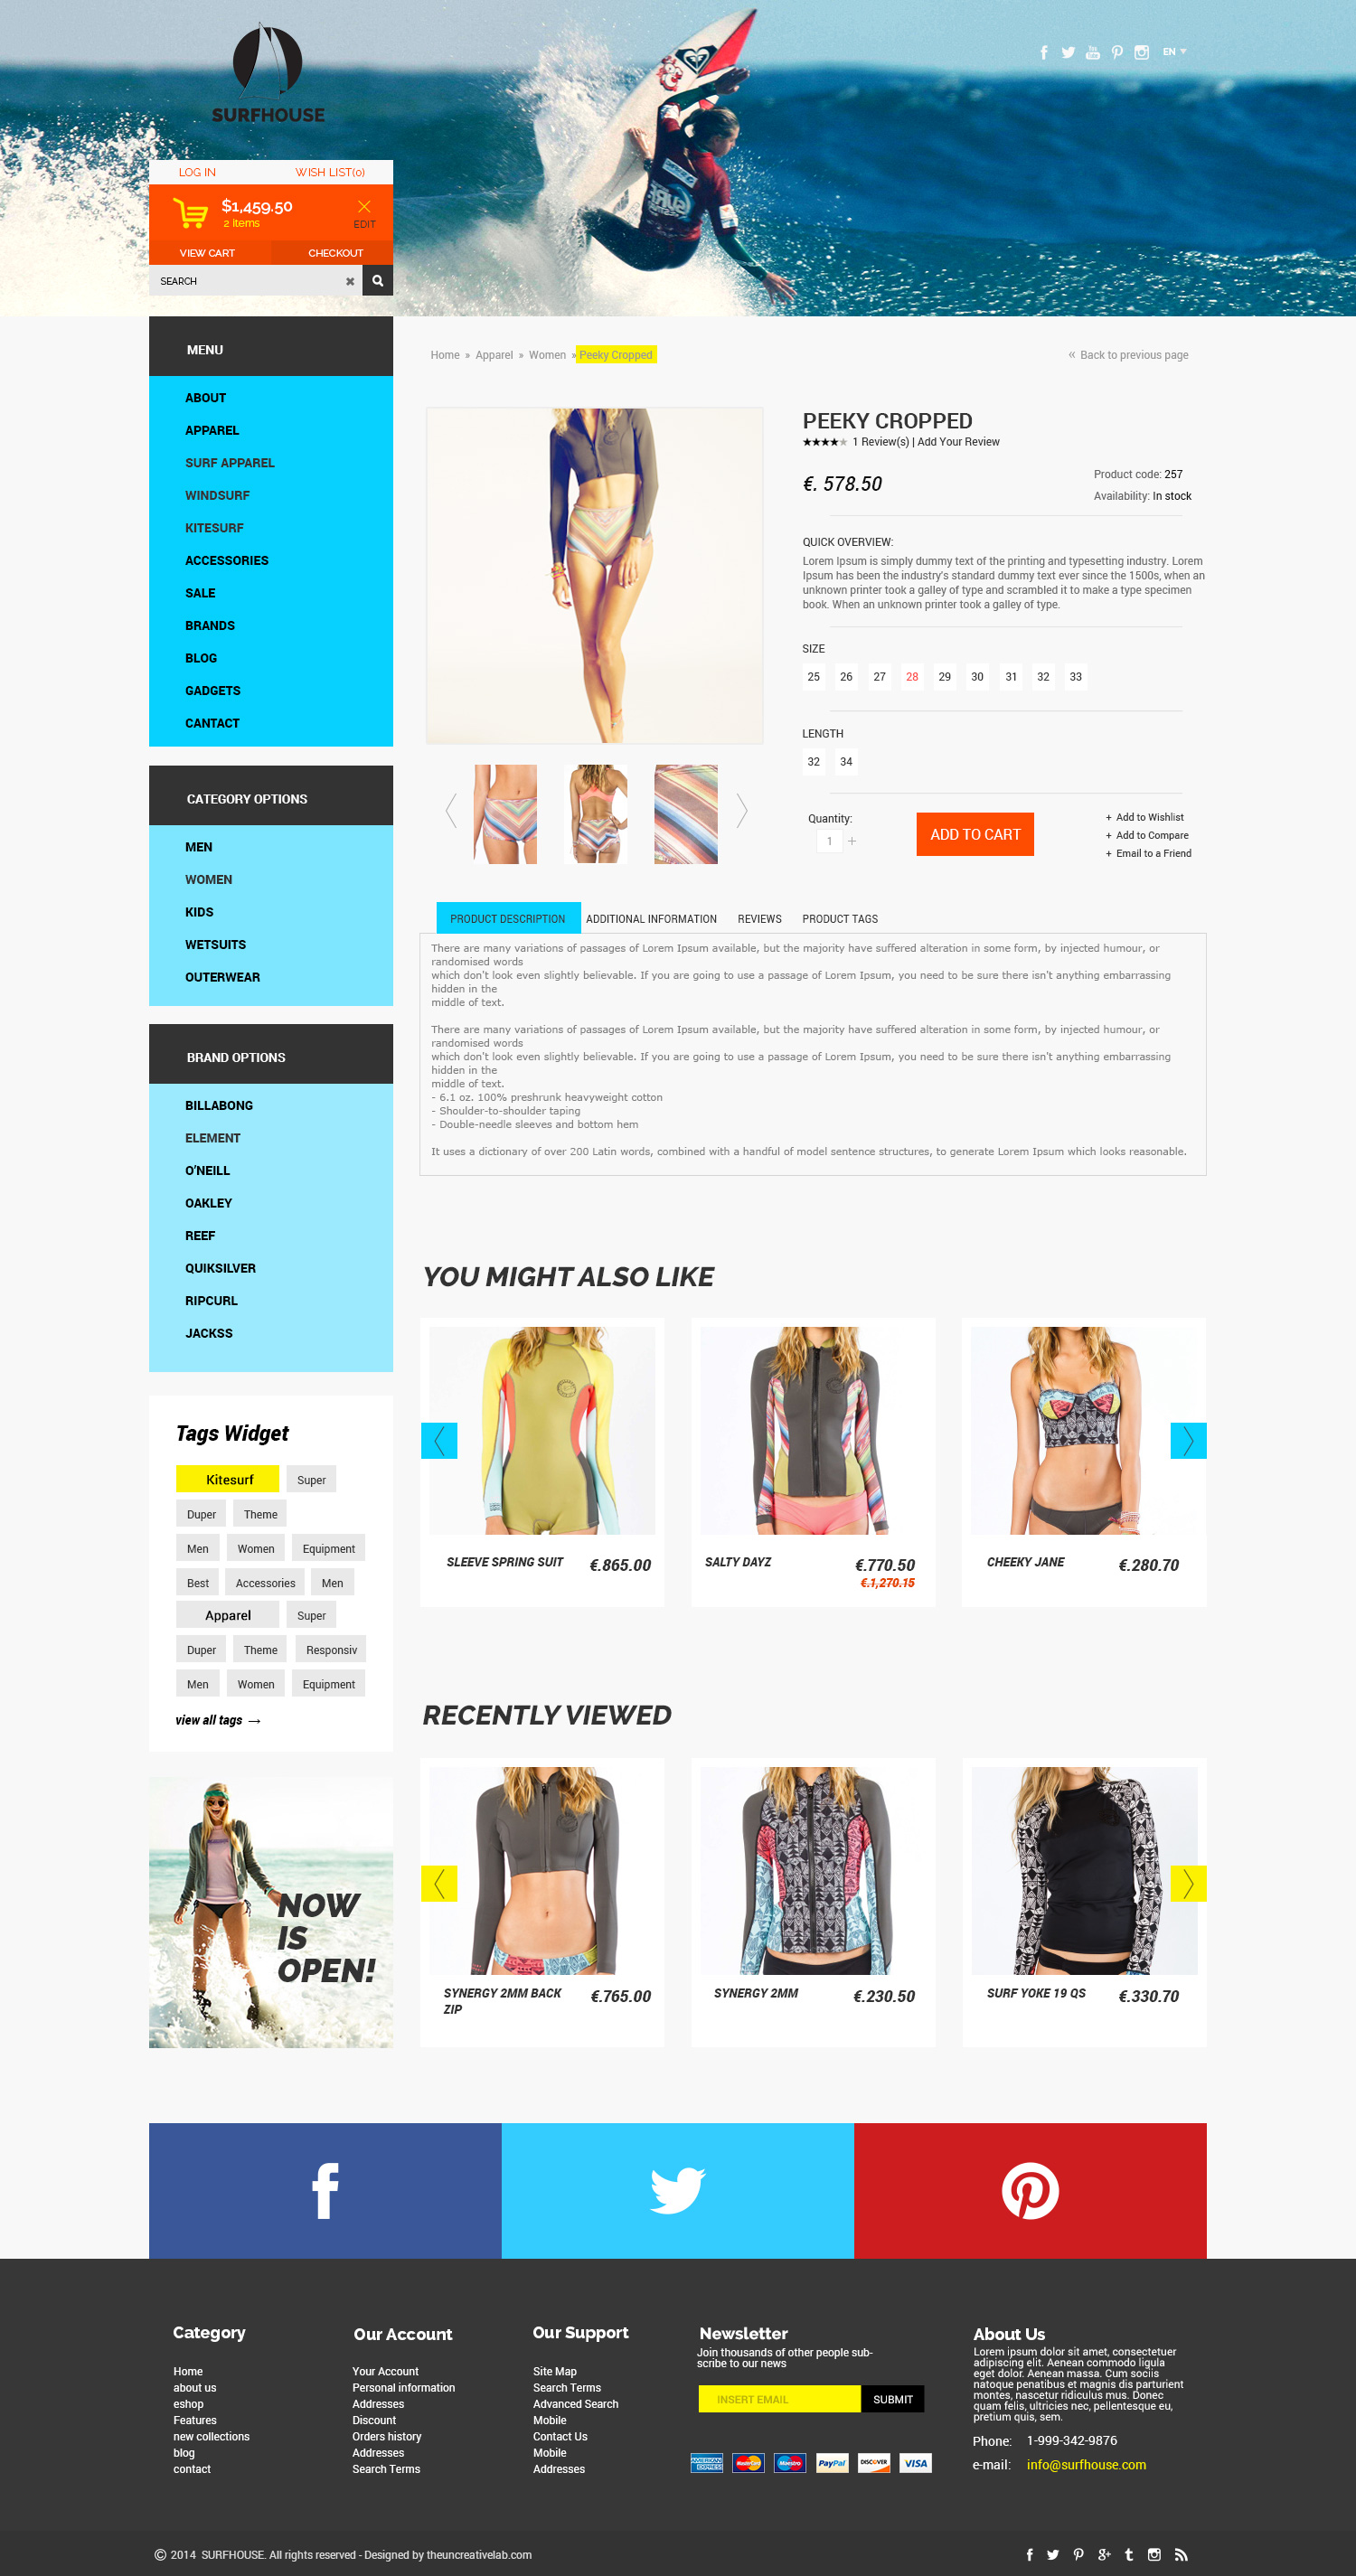 EN
SURFHOUSE
LOG IN WISH LIST(0)
$1,459.50
2 Items
EDIT
VIEW CART CHECKOUT
SEARCH
MENU
ABOUT
APPAREL
SURF APPAREL
WINDSURF
KITESURF
ACCESSORIES
SALE
BRANDS
BLOG
GADGETS
CANTACT
CATEGORY OPTIONS
MEN
WOMEN
KIDS
WETSUITS
OUTERWEAR
BRAND OPTIONS
BILLABONG
ELEMENT
O'NEILL
OAKLEY
REEF
QUIKSILVER
RIPCURL
JACKSS
Tags Widget
Kitesurf Super
Duper Theme
Men Women Equipment
Best Accessories Men
Apparel Super
Duper Theme Responsiv
Men Women Equipment
view all tags →
NOW
IS
OPEN!
Home » Apparel » Women » Peeky Cropped
« Back to previous page
PEEKY CROPPED
1 Review(s) | Add Your Review
€. 578.50
Product code: 257
Availability: In stock
QUICK OVERVIEW:
Lorem Ipsum is simply dummy text of the printing and typesetting industry. Lorem
Ipsum has been the industry's standard dummy text ever since the 1500s, when an
unknown printer took a galley of type and scrambled it to make a type specimen
book. When an unknown printer took a galley of type.
SIZE
25 26 27 28 29 30 31 32 33
LENGTH
32 34
Quantity:
1 +
ADD TO CART
+ Add to Wishlist
+ Add to Compare
+ Email to a Friend
PRODUCT DESCRIPTION ADDITIONAL INFORMATION REVIEWS PRODUCT TAGS
There are many variations of passages of Lorem Ipsum available, but the majority have suffered alteration in some form, by injected humour, or
randomised words
which don't look even slightly believable. If you are going to use a passage of Lorem Ipsum, you need to be sure there isn't anything embarrassing
hidden in the
middle of text.
There are many variations of passages of Lorem Ipsum available, but the majority have suffered alteration in some form, by injected humour, or
randomised words
which don't look even slightly believable. If you are going to use a passage of Lorem Ipsum, you need to be sure there isn't anything embarrassing
hidden in the
middle of text.
- 6.1 oz. 100% preshrunk heavyweight cotton
- Shoulder-to-shoulder taping
- Double-needle sleeves and bottom hem
It uses a dictionary of over 200 Latin words, combined with a handful of model sentence structures, to generate Lorem Ipsum which looks reasonable.
YOU MIGHT ALSO LIKE
SLEEVE SPRING SUIT €.865.00
SALTY DAYZ €.770.50
€.1,270.15
CHEEKY JANE €.280.70
RECENTLY VIEWED
SYNERGY 2MM BACK
ZIP
€.765.00
SYNERGY 2MM €.230.50
SURF YOKE 19 QS €.330.70
Category
Home
about us
eshop
Features
new collections
blog
contact
Our Account
Your Account
Personal information
Addresses
Discount
Orders history
Addresses
Search Terms
Our Support
Site Map
Search Terms
Advanced Search
Mobile
Contact Us
Mobile
Addresses
Newsletter
Join thousands of other people sub-
scribe to our news
INSERT EMAIL SUBMIT
AMERICAN EXPRESS MasterCard Maestro PayPal DISCOVER VISA
About Us
Lorem ipsum dolor sit amet, consectetuer
adipiscing elit. Aenean commodo ligula
eget dolor. Aenean massa. Cum sociis
natoque penatibus et magnis dis parturient
montes, nascetur ridiculus mus. Donec
quam felis, ultricies nec, pellentesque eu,
pretium quis, sem.
Phone: 1-999-342-9876
e-mail: info@surfhouse.com
© 2014 SURFHOUSE. All rights reserved - Designed by theuncreativelab.com